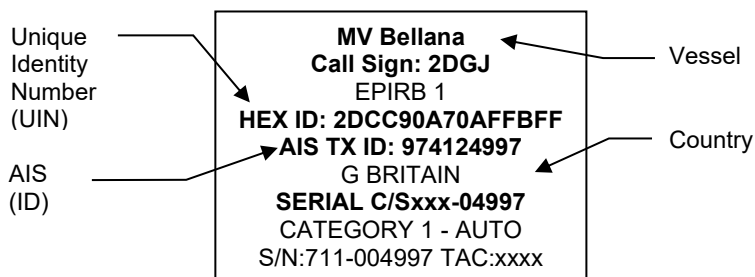 Unique
Identity
Number
(UIN)
AIS
(ID)
MV Bellana
Call Sign: 2DGJ
EPIRB 1
HEX ID: 2DCC90A70AFFBFF
AIS TX ID: 974124997
G BRITAIN
SERIAL C/Sxxx-04997
CATEGORY 1 - AUTO
S/N:711-004997 TAC:xxxx
Vessel
Country